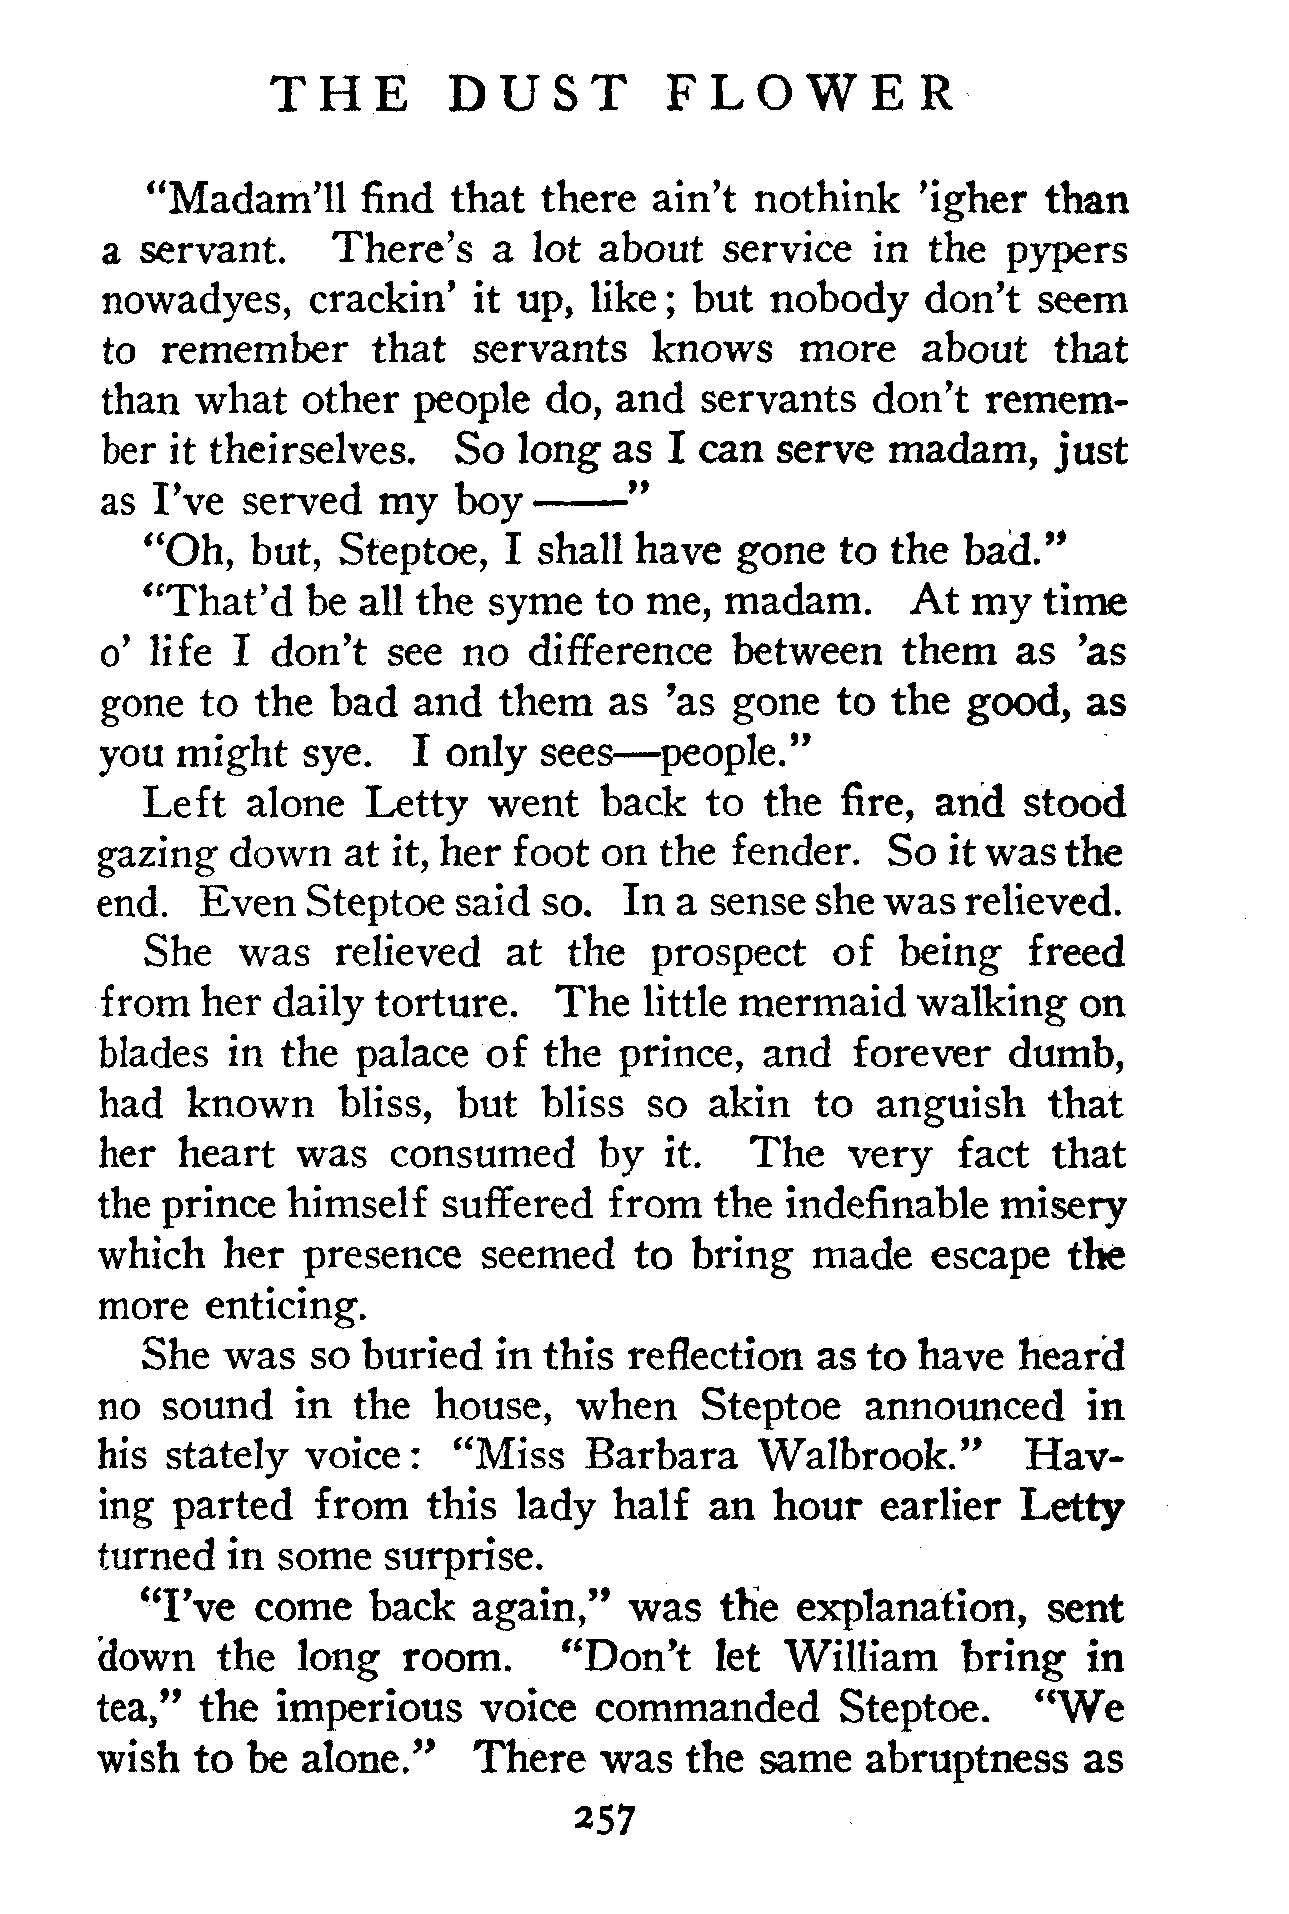 THE DUST FLOWER
“Madam’ll find that there ain’t nothink ’igher than
a servant. There’s a lot about service in the pypers
nowadyes, crackin’ it up, like; but nobody don’t seem
to remember that servants knows more about that
than what other people do, and servants don’t remem-
ber it theirselves. So long as I can serve madam, just
as I’ve served my boy ——”
“Oh, but, Steptoe, I shall have gone to the bad.”
“That’d be all the syme to me, madam. At my time
o’ life I don’t see no difference between them as ’as
gone to the bad and them as ’as gone to the good, as
you might sye. I only sees—people.”
Left alone Letty went back to the fire, and stood
gazing down at it, her foot on the fender. So it was the
end. Even Steptoe said so. In a sense she was relieved.
She was relieved at the prospect of being freed
from her daily torture. The little mermaid walking on
blades in the palace of the prince, and forever dumb,
had known bliss, but bliss so akin to anguish that
her heart was consumed by it. The very fact that
the prince himself suffered from the indefinable misery
which her presence seemed to bring made escape the
more enticing.
She was so buried in this reflection as to have heard
no sound in the house, when Steptoe announced in
his stately voice: “Miss Barbara Walbrook.” Hav-
ing parted from this lady half an hour earlier Letty
turned in some surprise.
“I’ve come back again,” was the explanation, sent
down the long room. “Don’t let William bring in
tea,” the imperious voice commanded Steptoe. “We
wish to be alone.” There was the same abruptness as
257